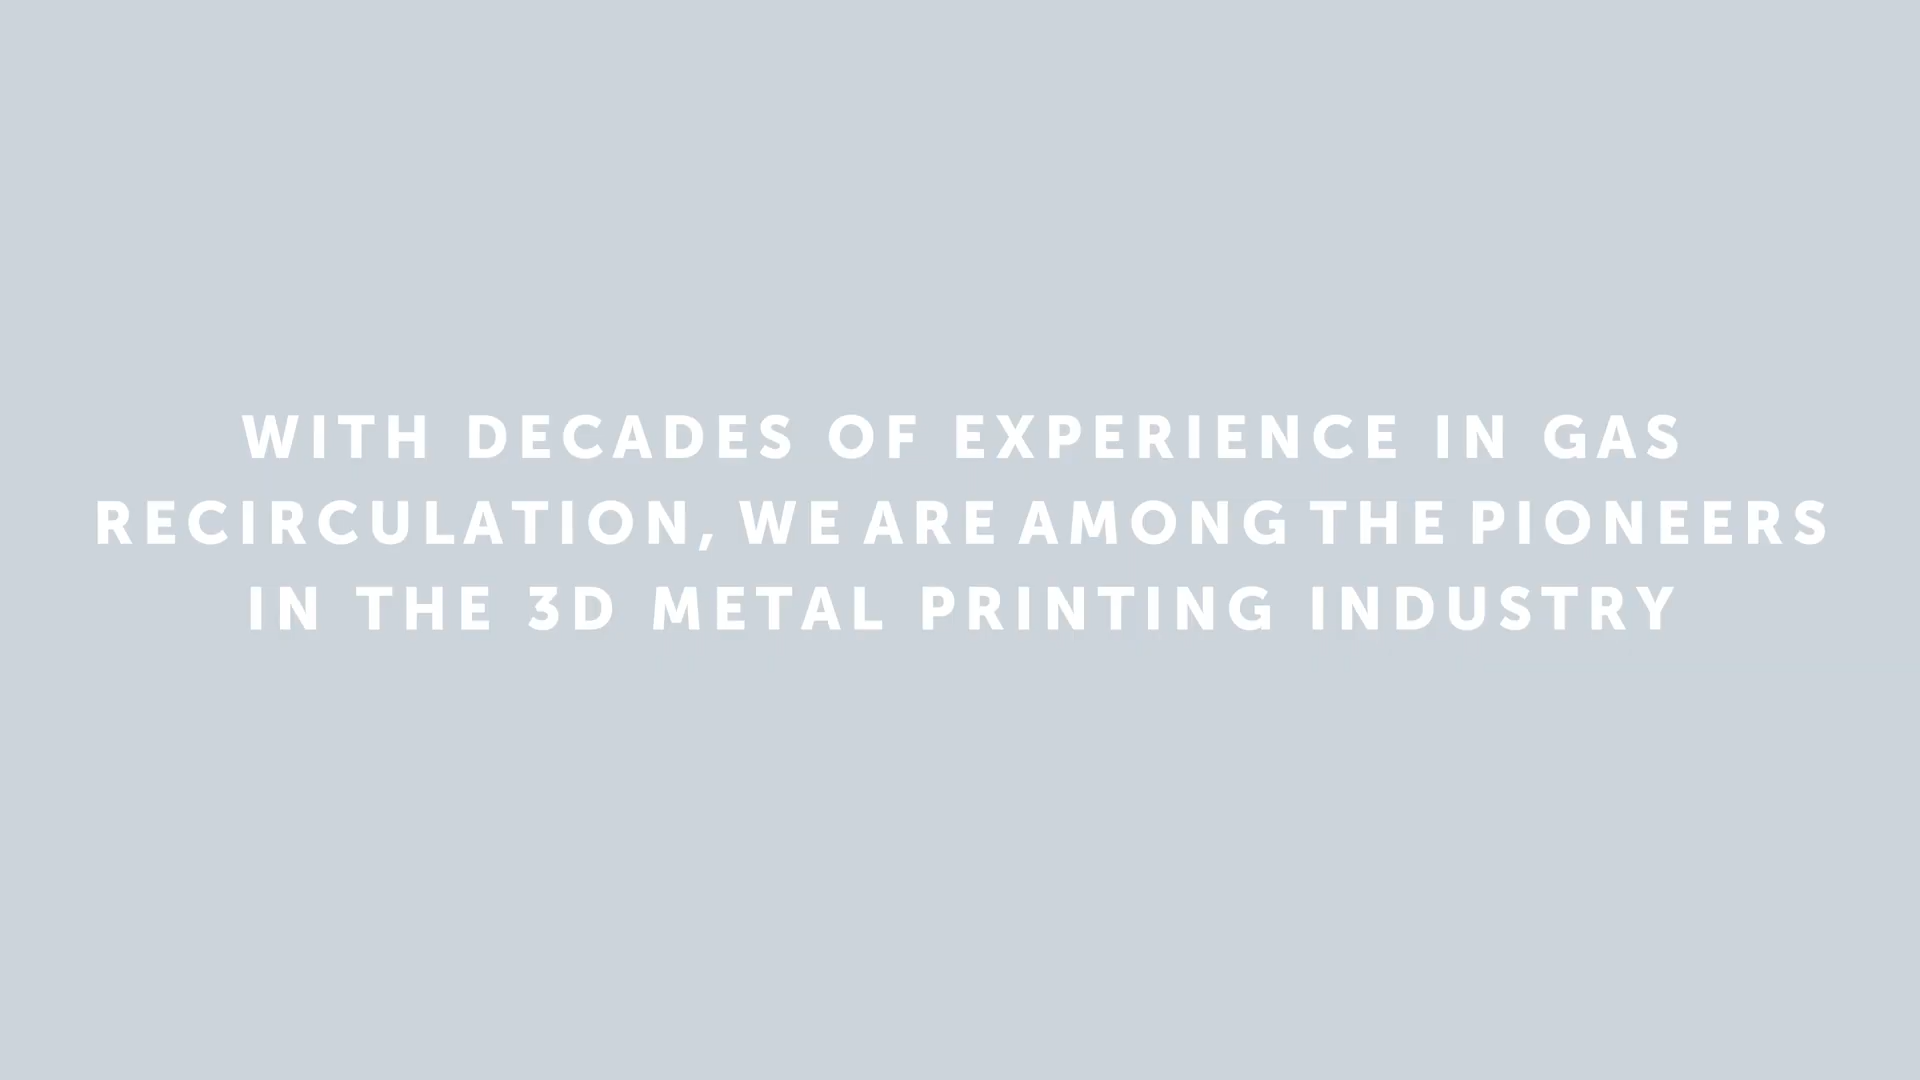 WITH DECADES OF EXPERIENCE IN GAS
RECIRCULATION, WE ARE AMONG THE PIONEERS
IN THE 3D METAL PRINTING INDUSTRY